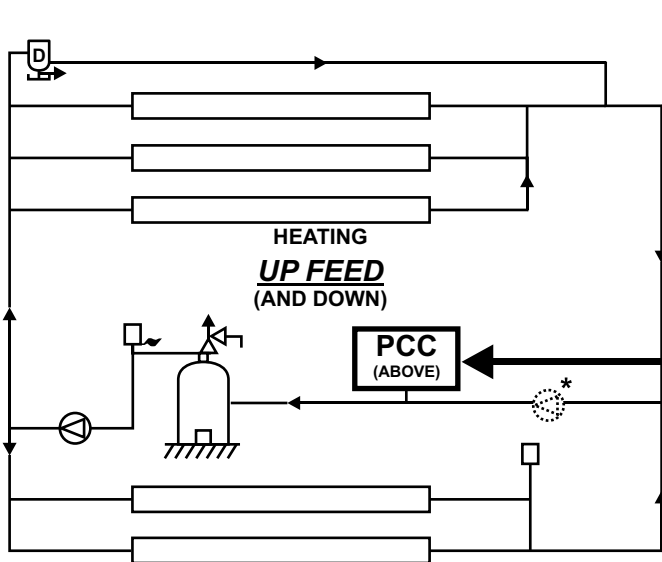 D
HEATING
UP FEED
(AND DOWN)
PCC
(ABOVE)
*